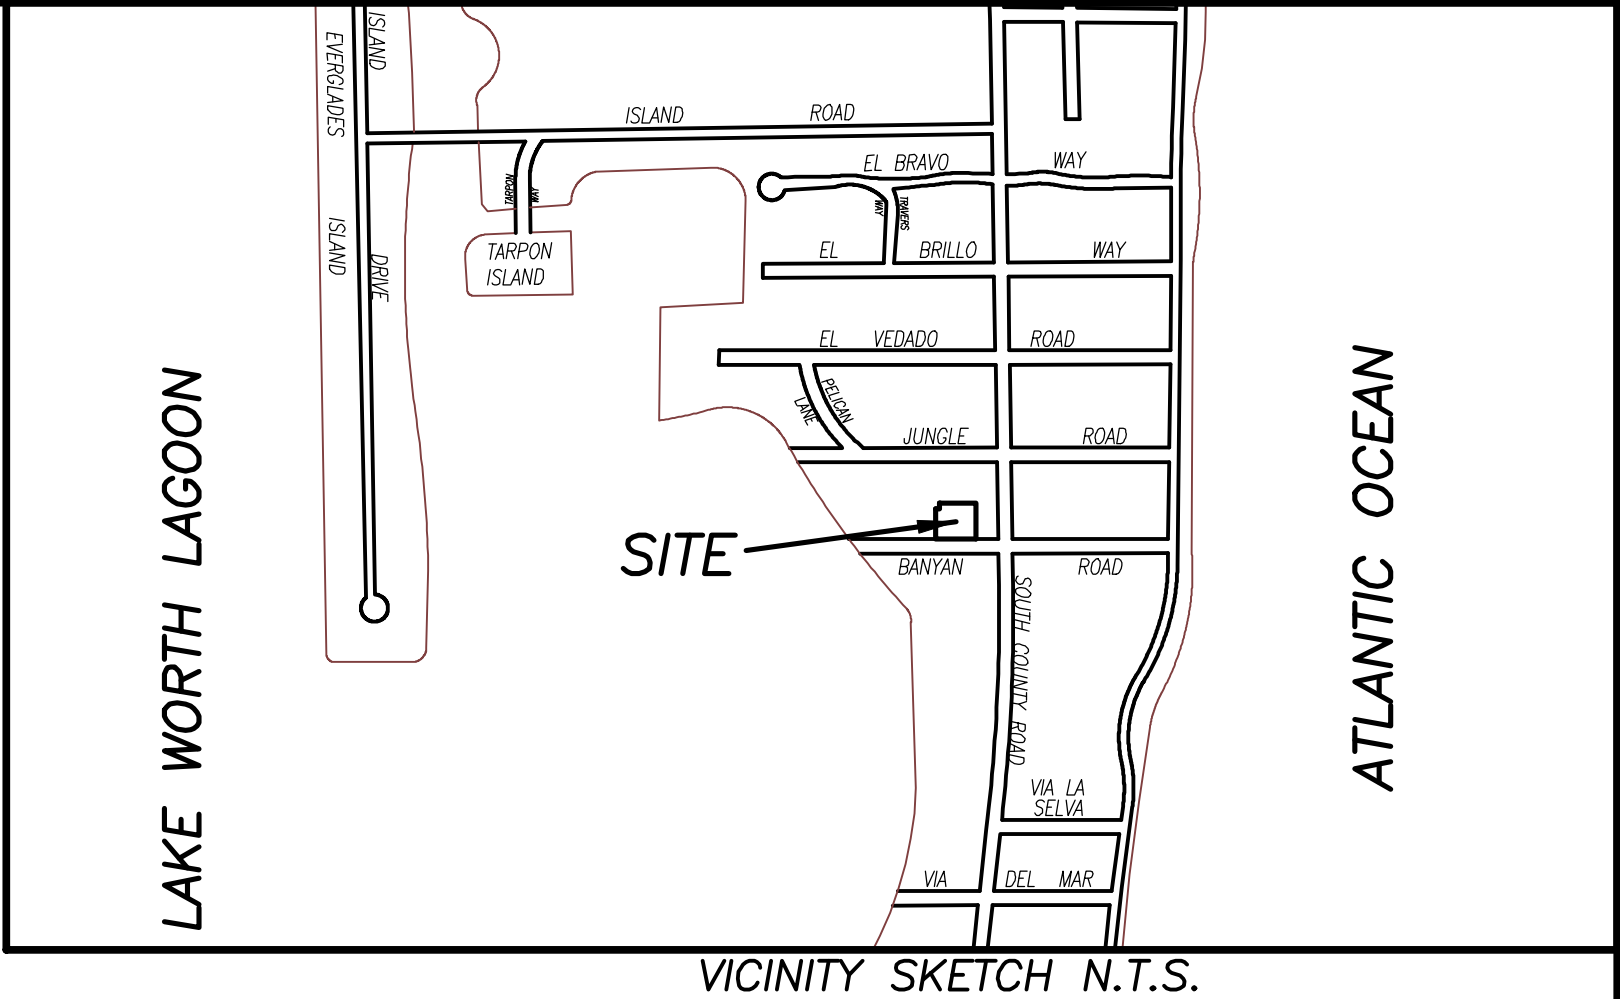 ISLAND
EVERGLADES
ISLAND
DRIVE
ISLAND ROAD
EL BRAVO WAY
TARPON
WAY
TRAVERS
WAY
TARPON
ISLAND
EL BRILLO WAY
EL VEDADO ROAD
PELICAN
LANE
JUNGLE ROAD
SITE
BANYAN ROAD
SOUTH COUNTY ROAD
VIA LA
SELVA
VIA DEL MAR
LAKE WORTH LAGOON
ATLANTIC OCEAN
VICINITY SKETCH N.T.S.